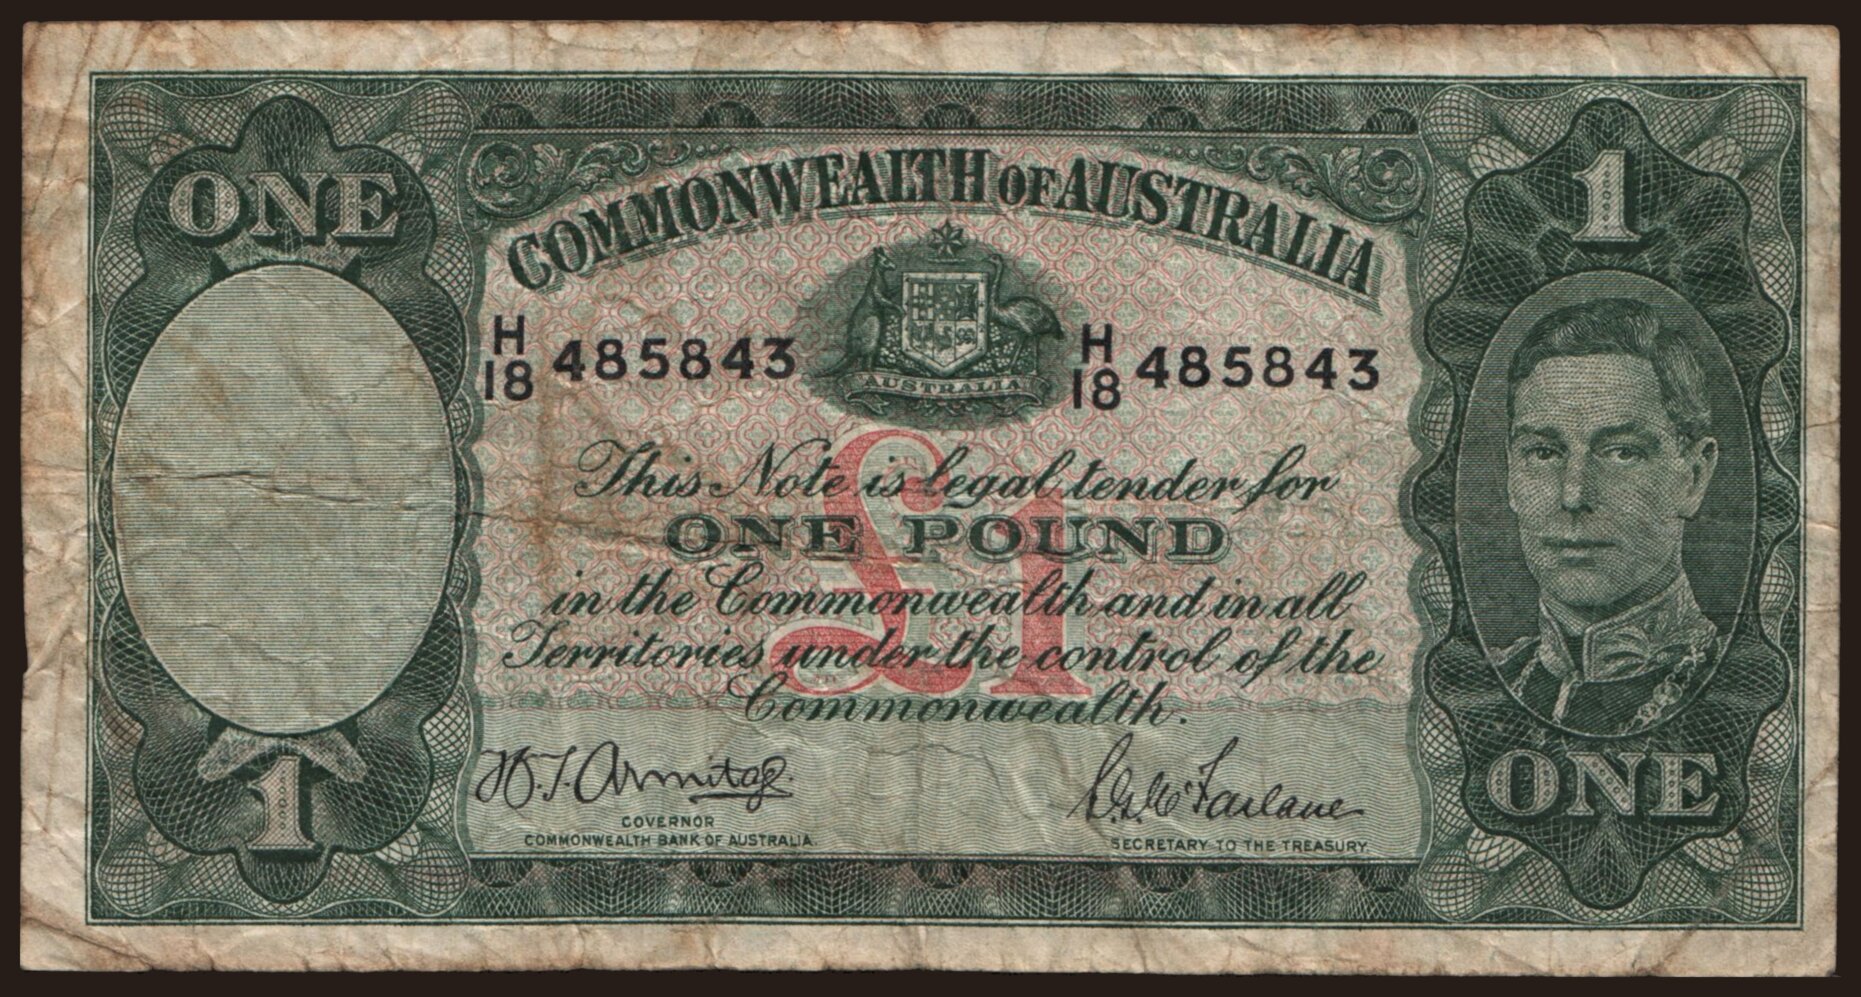 ONE
1
COMMONWEALTH OF AUSTRALIA
H
18 485843
H
18 485843
AUSTRALIA
This Note is legal tender for
£1
ONE POUND
in the Commonwealth and in all
Territories under the control of the
Commonwealth.
H.T. Armitage.
S.G. McFarlane
GOVERNOR
COMMONWEALTH BANK OF AUSTRALIA.
SECRETARY TO THE TREASURY
1
ONE